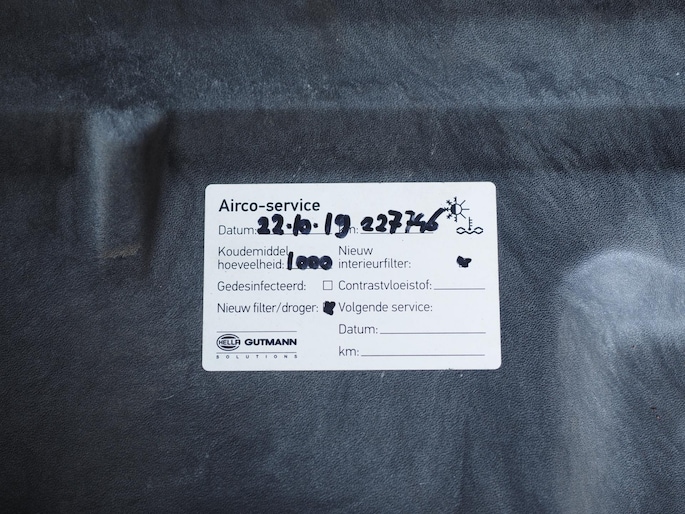 Airco-service
Datum: 22.10.19 km: 227746
Koudemiddel hoeveelheid: 1000
Nieuw interieurfilter:
Gedesinfecteerd: ☐ Contrastvloeistof:
Nieuw filter/droger: Volgende service:
Datum:
km:
HELLA GUTMANN
SOLUTIONS